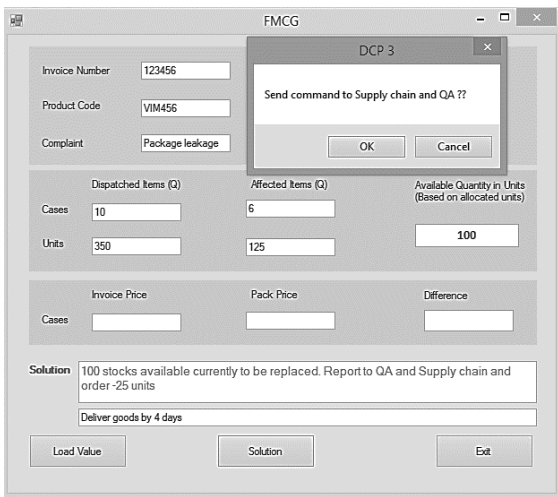 FMCG
DCP 3
Send command to Supply chain and QA ??
OK Cancel
Invoice Number 123456
Product Code VIM456
Complaint Package leakage
Dispatched Items (Q) Affected Items (Q) Available Quantity in Units
(Based on allocated units)
Cases 10 6
100
Units 350 125
Invoice Price Pack Price Difference
Cases
Solution 100 stocks available currently to be replaced. Report to QA and Supply chain and
order -25 units
Deliver goods by 4 days
Load Value Solution Exit